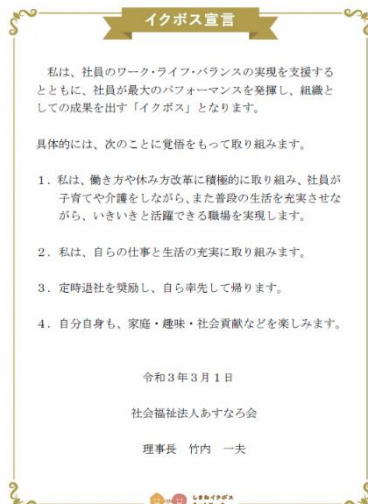 イクボス宣言
私は、社員のワーク・ライフ・バランスの実現を支援する
とともに、社員が最大のパフォーマンスを発揮し、組織と
しての成果を出す「イクボス」となります。
具体的には、次のことに覚悟をもって取り組みます。
1．私は、働き方や休み方改革に積極的に取り組み、社員が
子育てや介護をしながら、また普段の生活を充実させな
がら、いきいきと活躍できる職場を実現します。
2．私は、自らの仕事と生活の充実に取り組みます。
3．定時退社を奨励し、自ら率先して帰ります。
4．自分自身も、家庭・趣味・社会貢献などを楽しみます。
令和3年3月1日
社会福祉法人あすなろ会
理事長　竹内　一夫
しまねイクボス